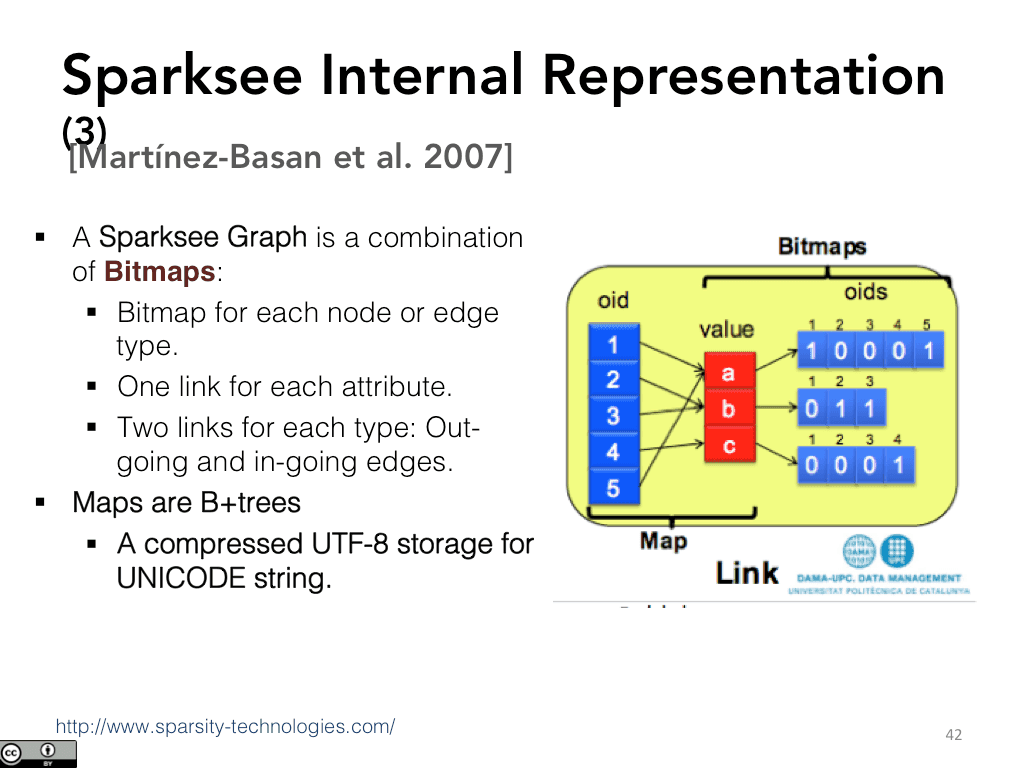 Sparksee Internal Representation
(3)
[Martínez-Basan et al. 2007]
▪ A Sparksee Graph is a combination
of Bitmaps:
▪ Bitmap for each node or edge
type.
▪ One link for each attribute.
▪ Two links for each type: Out-
going and in-going edges.
▪ Maps are B+trees
▪ A compressed UTF-8 storage for
UNICODE string.
Bitmaps
oid
oids
value
1
2
3
4
5
a
b
c
1 2 3 4 5
1 0 0 0 1
1 2 3
0 1 1
1 2 3 4
0 0 0 1
Map
Link
DAMA
UPC
DAMA-UPC. DATA MANAGEMENT
UNIVERSITAT POLITÈCNICA DE CATALUNYA
http://www.sparsity-technologies.com/
42
cc
BY